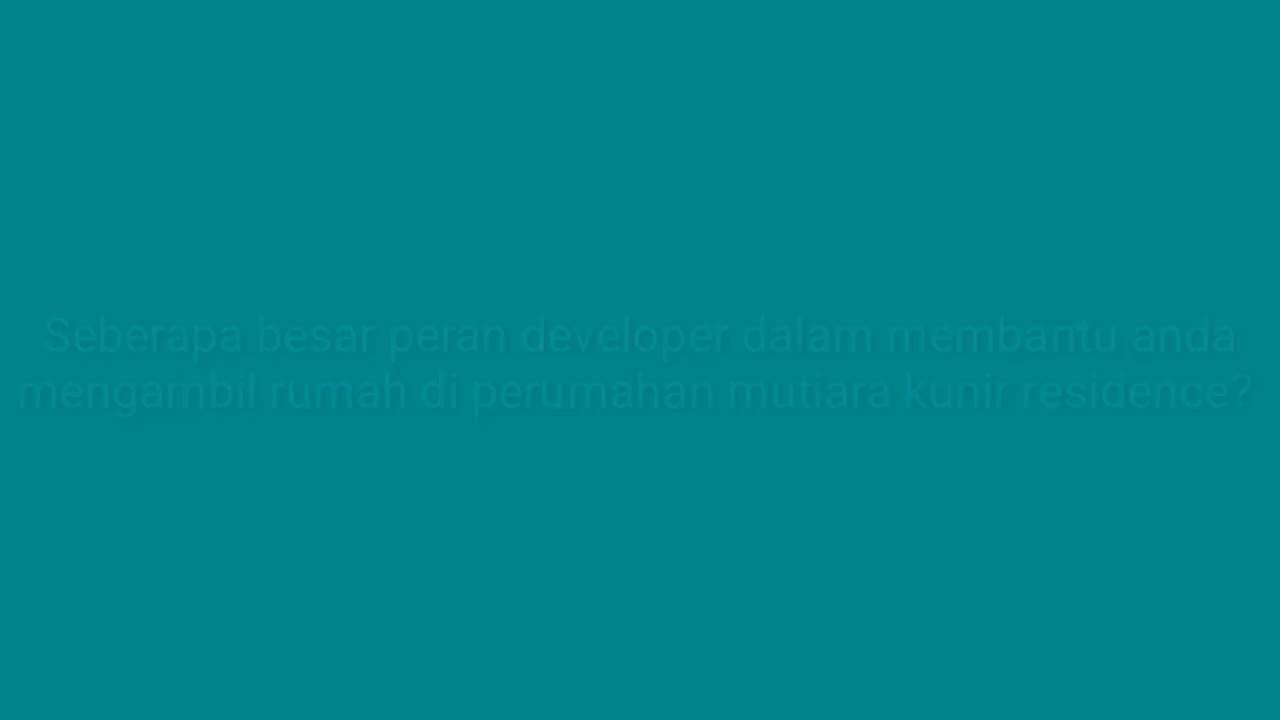 Seberapa besar peran developer dalam membantu anda
mengambil rumah di perumahan mutiara kunir residence?